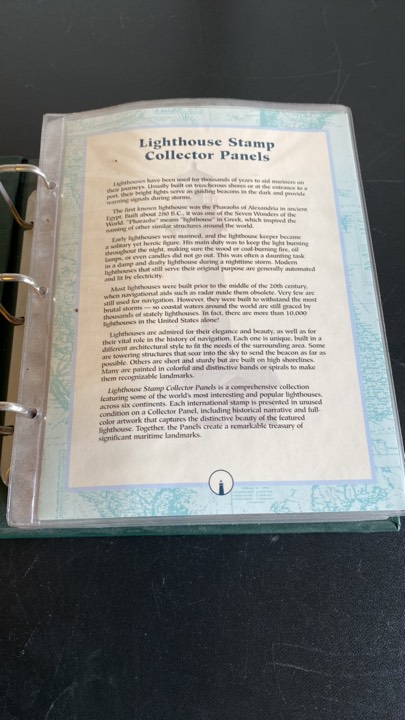 Lighthouse Stamp
Collector Panels
Lighthouses have been used for thousands of years to aid mariners on
their journeys. Usually built on treacherous shores or at the entrance to a
port, their bright lights serve as guiding beacons in the dark and provide
warning signals during storms.
The first known lighthouse was the Pharaohs of Alexandria in ancient
Egypt. Built about 280 B.C., it was one of the Seven Wonders of the
World. "Pharaohs" means "lighthouse" in Greek, which inspired the
naming of other similar structures around the world.
Early lighthouses were manned, and the lighthouse keeper became
a solitary yet heroic figure. His main duty was to keep the light burning
throughout the night, making sure the wood or coal-burning fire, oil
lamps, or even candles did not go out. This was often a daunting task
in a damp and drafty lighthouse during a nighttime storm. Modern
lighthouses that still serve their original purpose are generally automated
and lit by electricity.
Most lighthouses were built prior to the middle of the 20th century,
when navigational aids such as radar made them obsolete. Very few are
still used for navigation. However, they were built to withstand the most
brutal storms — so coastal waters around the world are still graced by
thousands of stately lighthouses. In fact, there are more than 10,000
lighthouses in the United States alone!
Lighthouses are admired for their elegance and beauty, as well as for
their vital role in the history of navigation. Each one is unique, built in a
different architectural style to fit the needs of the surrounding area. Some
are towering structures that soar into the sky to send the beacon as far as
possible. Others are short and sturdy but are built on high shorelines.
Many are painted in colorful and distinctive bands or spirals to make
them recognizable landmarks.
Lighthouse Stamp Collector Panels is a comprehensive collection
featuring some of the world's most interesting and popular lighthouses,
across six continents. Each international stamp is presented in unused
condition on a Collector Panel, including historical narrative and full-
color artwork that captures the distinctive beauty of the featured
lighthouse. Together, the Panels create a remarkable treasury of
significant maritime landmarks.